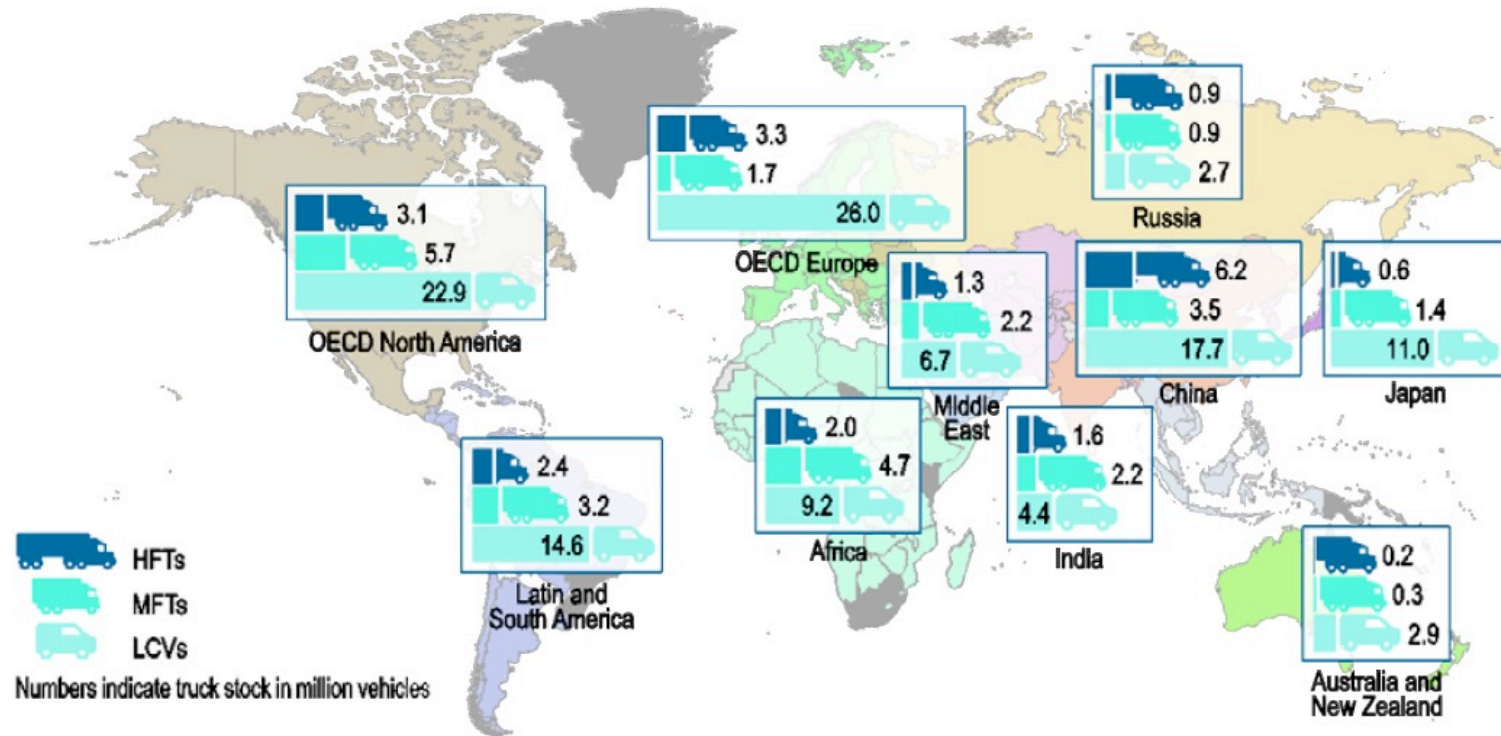 0.9
0.9
2.7
Russia
3.3
1.7
26.0
OECD Europe
3.1
5.7
22.9
OECD North America
1.3
2.2
6.7
Middle
East
6.2
3.5
17.7
China
0.6
1.4
11.0
Japan
2.0
4.7
9.2
Africa
1.6
2.2
4.4
India
2.4
3.2
14.6
Latin and
South America
0.2
0.3
2.9
Australia and
New Zealand
HFTs
MFTs
LCVs
Numbers indicate truck stock in million vehicles